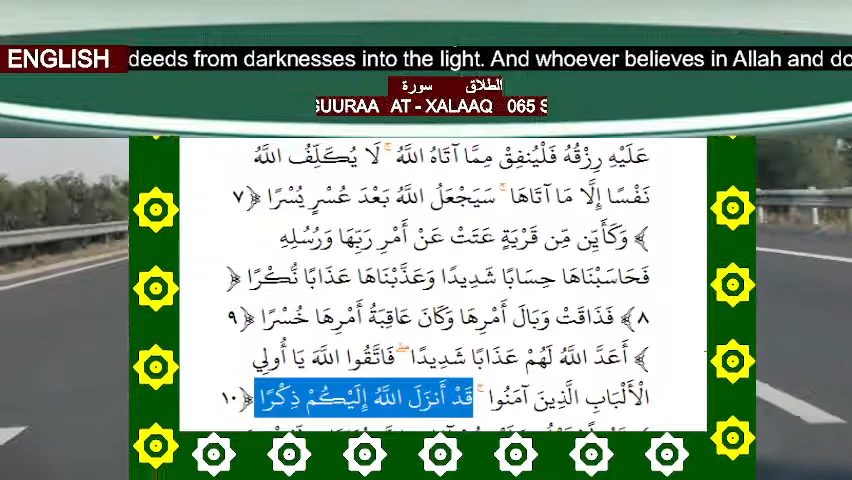 ENGLISH deeds from darknesses into the light. And whoever believes in Allah and do
سورة الطلاق
SUURAA AT - XALAAQ 065 S
عَلَيْهِ رِزْقُهُ فَلْيُنفِقْ مِمَّا آتَاهُ اللَّهُ ۚ لَا يُكَلِّفُ اللَّهُ
نَفْسًا إِلَّا مَا آتَاهَا ۚ سَيَجْعَلُ اللَّهُ بَعْدَ عُسْرٍ يُسْرًا ﴿٧
﴾ وَكَأَيِّن مِّن قَرْيَةٍ عَتَتْ عَنْ أَمْرِ رَبِّهَا وَرُسُلِهِ
فَحَاسَبْنَاهَا حِسَابًا شَدِيدًا وَعَذَّبْنَاهَا عَذَابًا نُّكْرًا ﴿
٨﴾ فَذَاقَتْ وَبَالَ أَمْرِهَا وَكَانَ عَاقِبَةُ أَمْرِهَا خُسْرًا ﴿٩
﴾ أَعَدَّ اللَّهُ لَهُمْ عَذَابًا شَدِيدًا ۖ فَاتَّقُوا اللَّهَ يَا أُولِي
الْأَلْبَابِ الَّذِينَ آمَنُوا ۚ قَدْ أَنزَلَ اللَّهُ إِلَيْكُمْ ذِكْرًا ﴿١٠